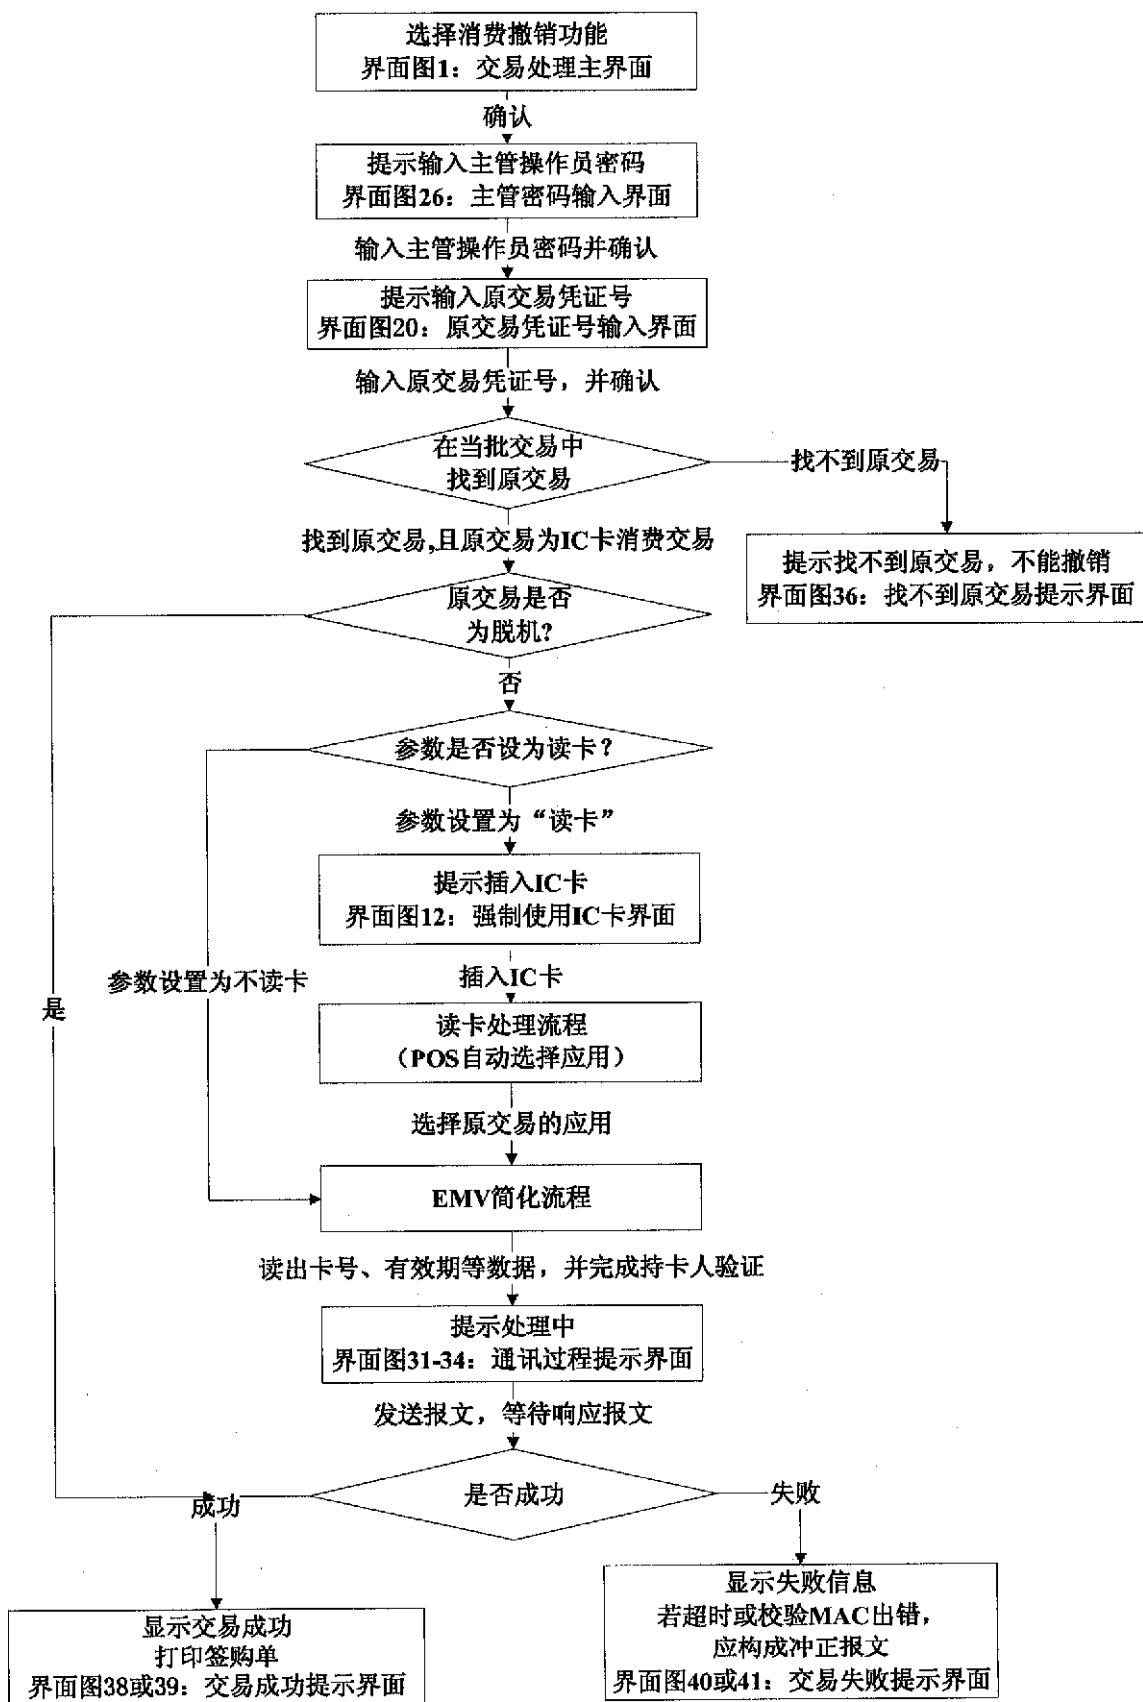 选择消费撤销功能
界面图1：交易处理主界面
确认
提示输入主管操作员密码
界面图26：主管密码输入界面
输入主管操作员密码并确认
提示输入原交易凭证号
界面图20：原交易凭证号输入界面
输入原交易凭证号，并确认
在当批交易中
找到原交易
找不到原交易
找到原交易,且原交易为IC卡消费交易
提示找不到原交易，不能撤销
界面图36：找不到原交易提示界面
原交易是否
为脱机?
否
参数是否设为读卡？
参数设置为“读卡”
提示插入IC卡
界面图12：强制使用IC卡界面
参数设置为不读卡
插入IC卡
是
读卡处理流程
（POS自动选择应用）
选择原交易的应用
EMV简化流程
读出卡号、有效期等数据，并完成持卡人验证
提示处理中
界面图31-34：通讯过程提示界面
发送报文，等待响应报文
是否成功
成功
失败
显示交易成功
打印签购单
界面图38或39：交易成功提示界面
显示失败信息
若超时或校验MAC出错，
应构成冲正报文
界面图40或41：交易失败提示界面